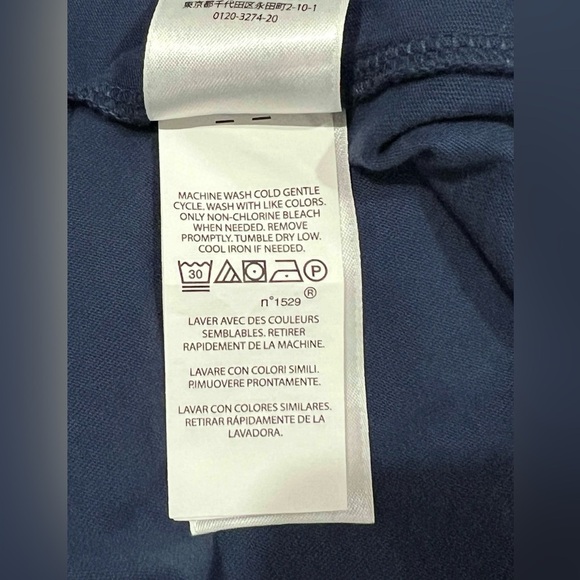 東京都千代田区永田町2-10-1
0120-3274-20
MACHINE WASH COLD GENTLE
CYCLE. WASH WITH LIKE COLORS.
ONLY NON-CHLORINE BLEACH
WHEN NEEDED. REMOVE
PROMPTLY. TUMBLE DRY LOW.
COOL IRON IF NEEDED.
30 P
n°1529 ®
LAVER AVEC DES COULEURS
SEMBLABLES. RETIRER
RAPIDEMENT DE LA MACHINE.
LAVARE CON COLORI SIMILI.
RIMUOVERE PRONTAMENTE.
LAVAR CON COLORES SIMILARES.
RETIRAR RÁPIDAMENTE DE LA
LAVADORA.